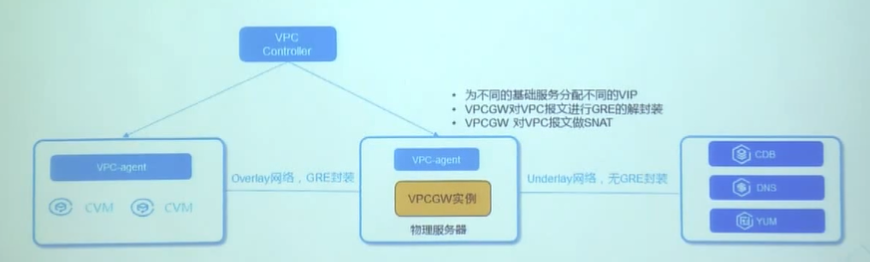 VPC
Controller
• 为不同的基础服务分配不同的VIP
• VPCGW对VPC报文进行GRE的解封装
• VPCGW 对VPC报文做SNAT
VPC-agent
CVM
CVM
Overlay网络，GRE封装
VPC-agent
VPCGW实例
物理服务器
Underlay网络，无GRE封装
CDB
DNS
YUM